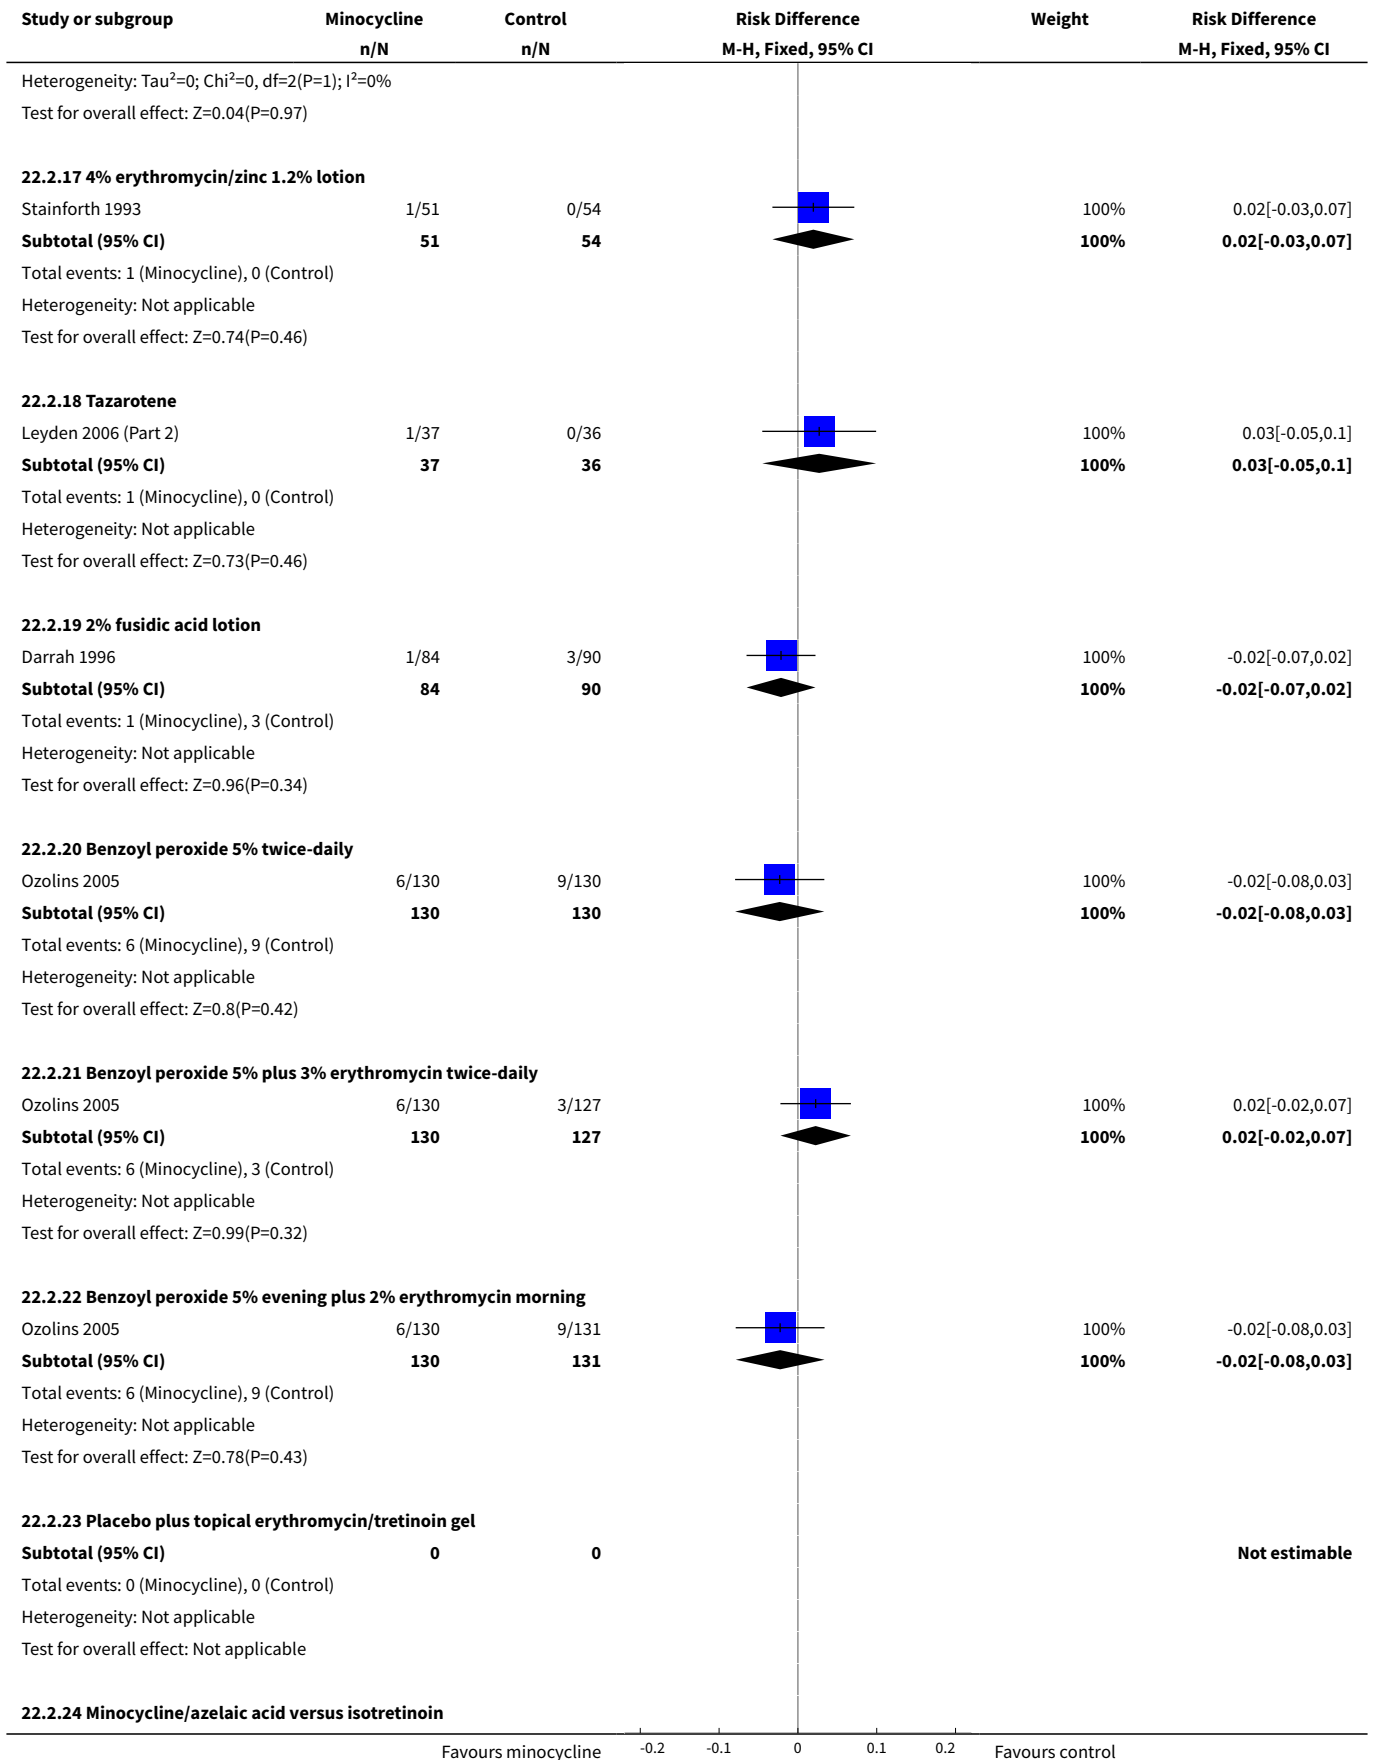 Study or subgroup Minocycline Control Risk Difference Weight Risk Difference
n/N n/N M-H, Fixed, 95% CI M-H, Fixed, 95% CI
Heterogeneity: Tau²=0; Chi²=0, df=2(P=1); I²=0%
Test for overall effect: Z=0.04(P=0.97)
22.2.17 4% erythromycin/zinc 1.2% lotion
Stainforth 1993 1/51 0/54 100% 0.02[-0.03,0.07]
Subtotal (95% CI) 51 54 100% 0.02[-0.03,0.07]
Total events: 1 (Minocycline), 0 (Control)
Heterogeneity: Not applicable
Test for overall effect: Z=0.74(P=0.46)
22.2.18 Tazarotene
Leyden 2006 (Part 2) 1/37 0/36 100% 0.03[-0.05,0.1]
Subtotal (95% CI) 37 36 100% 0.03[-0.05,0.1]
Total events: 1 (Minocycline), 0 (Control)
Heterogeneity: Not applicable
Test for overall effect: Z=0.73(P=0.46)
22.2.19 2% fusidic acid lotion
Darrah 1996 1/84 3/90 100% -0.02[-0.07,0.02]
Subtotal (95% CI) 84 90 100% -0.02[-0.07,0.02]
Total events: 1 (Minocycline), 3 (Control)
Heterogeneity: Not applicable
Test for overall effect: Z=0.96(P=0.34)
22.2.20 Benzoyl peroxide 5% twice-daily
Ozolins 2005 6/130 9/130 100% -0.02[-0.08,0.03]
Subtotal (95% CI) 130 130 100% -0.02[-0.08,0.03]
Total events: 6 (Minocycline), 9 (Control)
Heterogeneity: Not applicable
Test for overall effect: Z=0.8(P=0.42)
22.2.21 Benzoyl peroxide 5% plus 3% erythromycin twice-daily
Ozolins 2005 6/130 3/127 100% 0.02[-0.02,0.07]
Subtotal (95% CI) 130 127 100% 0.02[-0.02,0.07]
Total events: 6 (Minocycline), 3 (Control)
Heterogeneity: Not applicable
Test for overall effect: Z=0.99(P=0.32)
22.2.22 Benzoyl peroxide 5% evening plus 2% erythromycin morning
Ozolins 2005 6/130 9/131 100% -0.02[-0.08,0.03]
Subtotal (95% CI) 130 131 100% -0.02[-0.08,0.03]
Total events: 6 (Minocycline), 9 (Control)
Heterogeneity: Not applicable
Test for overall effect: Z=0.78(P=0.43)
22.2.23 Placebo plus topical erythromycin/tretinoin gel
Subtotal (95% CI) 0 0 Not estimable
Total events: 0 (Minocycline), 0 (Control)
Heterogeneity: Not applicable
Test for overall effect: Not applicable
22.2.24 Minocycline/azelaic acid versus isotretinoin
Favours minocycline -0.2 -0.1 0 0.1 0.2 Favours control